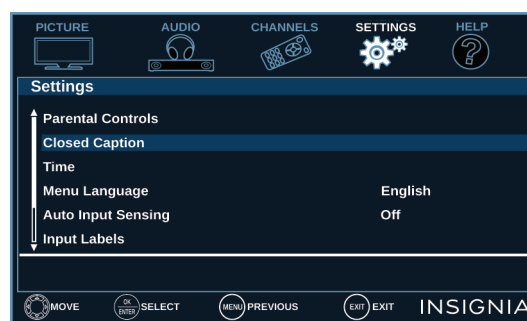 PICTURE AUDIO CHANNELS SETTINGS HELP
Settings
Parental Controls
Closed Caption
Time
Menu Language English
Auto Input Sensing Off
Input Labels
MOVE OK ENTER SELECT MENU PREVIOUS EXIT EXIT INSIGNIA